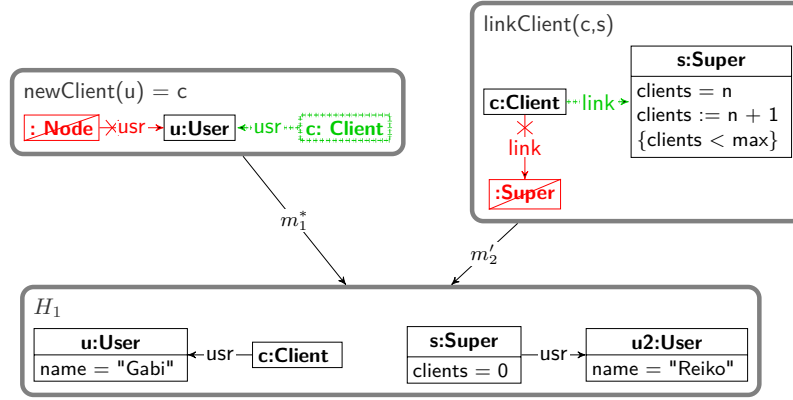 linkClient(c,s)
s:Super
clients = n
clients := n + 1
{clients < max}
c:Client
link
link
:Super
newClient(u) = c
: Node
usr
u:User
usr
c: Client
m₁*
m₂′
H₁
u:User
name = "Gabi"
usr
c:Client
s:Super
clients = 0
usr
u2:User
name = "Reiko"